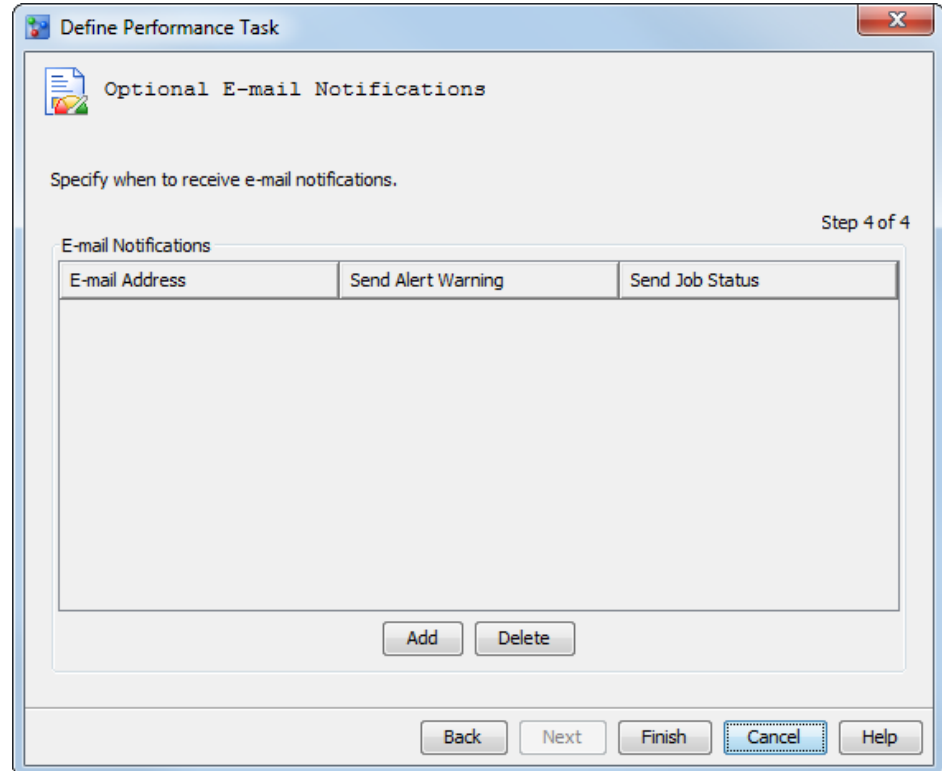 Define Performance Task
Optional E-mail Notifications
Specify when to receive e-mail notifications.
Step 4 of 4
E-mail Notifications
E-mail Address Send Alert Warning Send Job Status
Add Delete
Back Next Finish Cancel Help